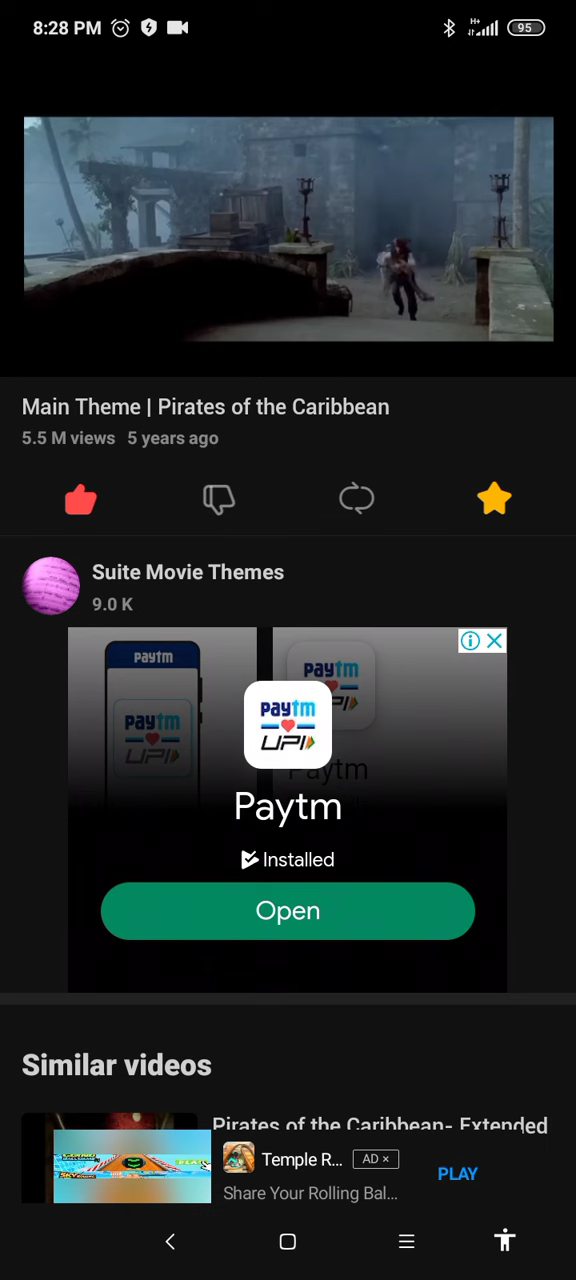 8:28 PM
H+
95
Main Theme | Pirates of the Caribbean
5.5 M views 5 years ago
Suite Movie Themes
9.0 K
paytm
paytm
UPI
paytm
UPI
paytm
UPI
Paytm
Paytm
Installed
Open
Similar videos
Pirates of the Caribbean- Extended
Temple R... AD ×
Share Your Rolling Bal...
PLAY